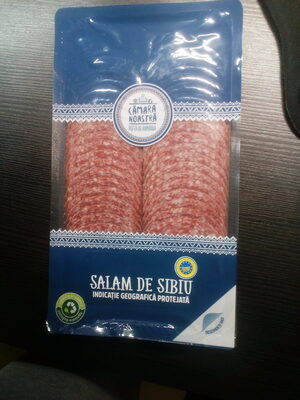 CĂMARA
NOASTRĂ
SALAM DE SIBIU
INDICAȚIE GEOGRAFICĂ PROTEJATĂ